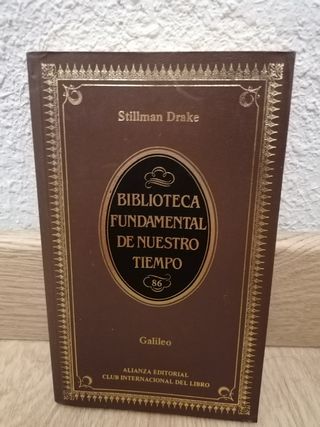 Stillman Drake
BIBLIOTECA
FUNDAMENTAL
DE NUESTRO
TIEMPO
86
Galileo
ALIANZA EDITORIAL
CLUB INTERNACIONAL DEL LIBRO